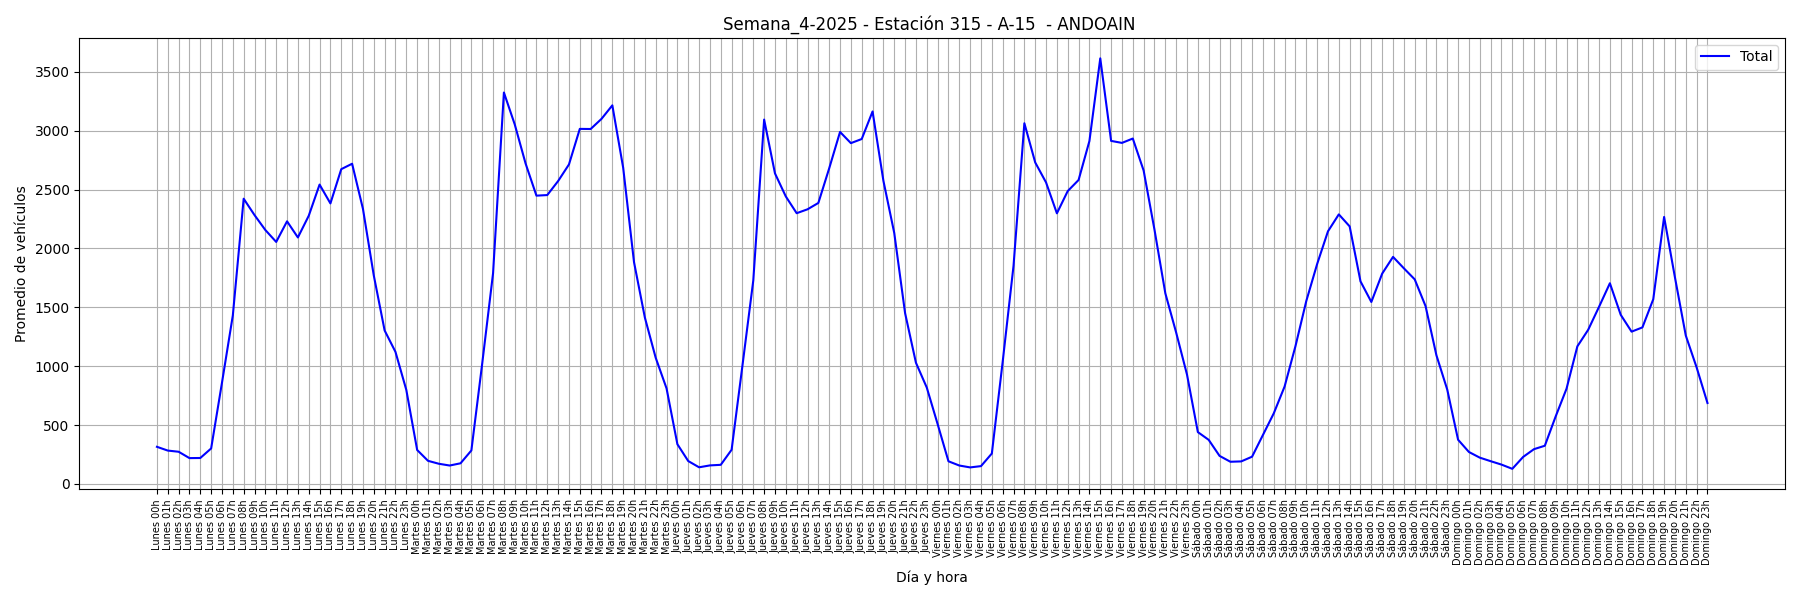 Semana_4-2025 - Estación 315 - A-15  - ANDOAIN
Total
Promedio de vehículos
3500
3000
2500
2000
1500
1000
500
0
Lunes 00h
Lunes 01h
Lunes 02h
Lunes 03h
Lunes 04h
Lunes 05h
Lunes 06h
Lunes 07h
Lunes 08h
Lunes 09h
Lunes 10h
Lunes 11h
Lunes 12h
Lunes 13h
Lunes 14h
Lunes 15h
Lunes 16h
Lunes 17h
Lunes 18h
Lunes 19h
Lunes 20h
Lunes 21h
Lunes 22h
Lunes 23h
Martes 00h
Martes 01h
Martes 02h
Martes 03h
Martes 04h
Martes 05h
Martes 06h
Martes 07h
Martes 08h
Martes 09h
Martes 10h
Martes 11h
Martes 12h
Martes 13h
Martes 14h
Martes 15h
Martes 16h
Martes 17h
Martes 18h
Martes 19h
Martes 20h
Martes 21h
Martes 22h
Martes 23h
Jueves 00h
Jueves 01h
Jueves 02h
Jueves 03h
Jueves 04h
Jueves 05h
Jueves 06h
Jueves 07h
Jueves 08h
Jueves 09h
Jueves 10h
Jueves 11h
Jueves 12h
Jueves 13h
Jueves 14h
Jueves 15h
Jueves 16h
Jueves 17h
Jueves 18h
Jueves 19h
Jueves 20h
Jueves 21h
Jueves 22h
Jueves 23h
Viernes 00h
Viernes 01h
Viernes 02h
Viernes 03h
Viernes 04h
Viernes 05h
Viernes 06h
Viernes 07h
Viernes 08h
Viernes 09h
Viernes 10h
Viernes 11h
Viernes 12h
Viernes 13h
Viernes 14h
Viernes 15h
Viernes 16h
Viernes 17h
Viernes 18h
Viernes 19h
Viernes 20h
Viernes 21h
Viernes 22h
Viernes 23h
Sábado 00h
Sábado 01h
Sábado 02h
Sábado 03h
Sábado 04h
Sábado 05h
Sábado 06h
Sábado 07h
Sábado 08h
Sábado 09h
Sábado 10h
Sábado 11h
Sábado 12h
Sábado 13h
Sábado 14h
Sábado 15h
Sábado 16h
Sábado 17h
Sábado 18h
Sábado 19h
Sábado 20h
Sábado 21h
Sábado 22h
Sábado 23h
Domingo 00h
Domingo 01h
Domingo 02h
Domingo 03h
Domingo 04h
Domingo 05h
Domingo 06h
Domingo 07h
Domingo 08h
Domingo 09h
Domingo 10h
Domingo 11h
Domingo 12h
Domingo 13h
Domingo 14h
Domingo 15h
Domingo 16h
Domingo 17h
Domingo 18h
Domingo 19h
Domingo 20h
Domingo 21h
Domingo 22h
Domingo 23h
Día y hora